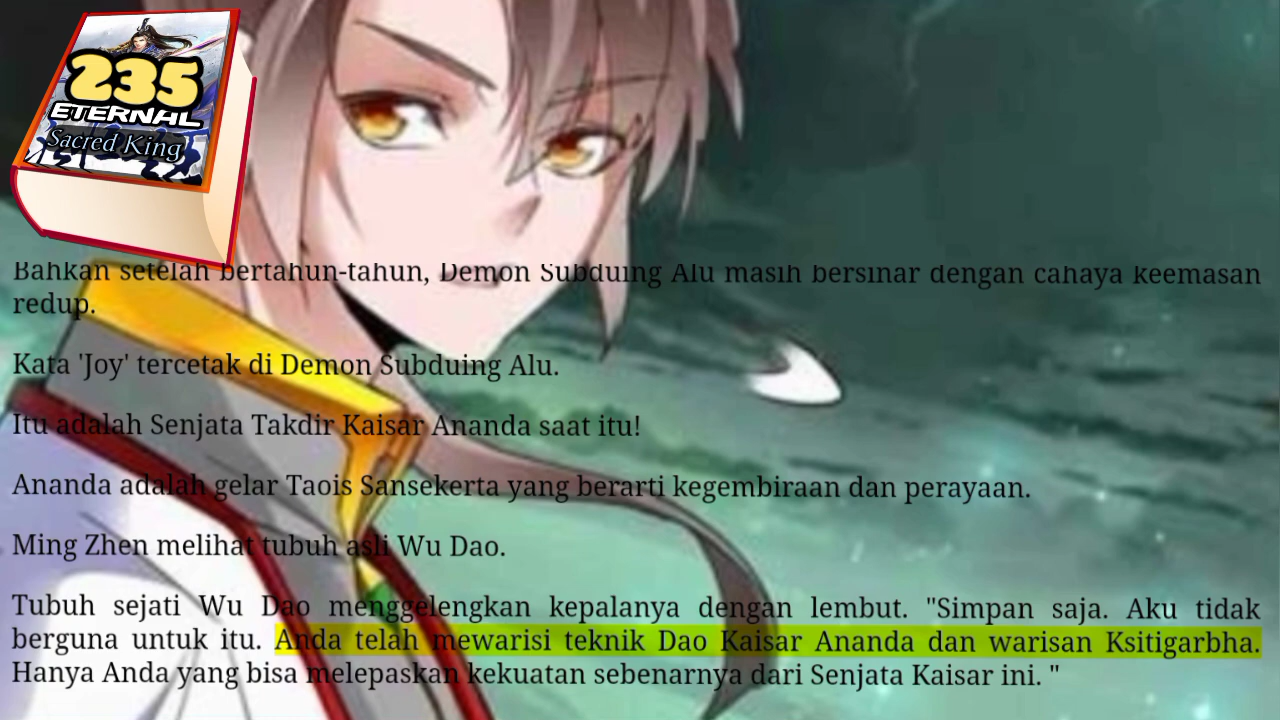 235
ETERNAL
Sacred King
Bahkan setelah bertahun-tahun, Demon Subduing Alu masih bersinar dengan cahaya keemasan
redup.
Kata 'Joy' tercetak di Demon Subduing Alu.
Itu adalah Senjata Takdir Kaisar Ananda saat itu!
Ananda adalah gelar Taois Sansekerta yang berarti kegembiraan dan perayaan.
Ming Zhen melihat tubuh asli Wu Dao.
Tubuh sejati Wu Dao menggelengkan kepalanya dengan lembut. "Simpan saja. Aku tidak
berguna untuk itu. Anda telah mewarisi teknik Dao Kaisar Ananda dan warisan Ksitigarbha.
Hanya Anda yang bisa melepaskan kekuatan sebenarnya dari Senjata Kaisar ini. "